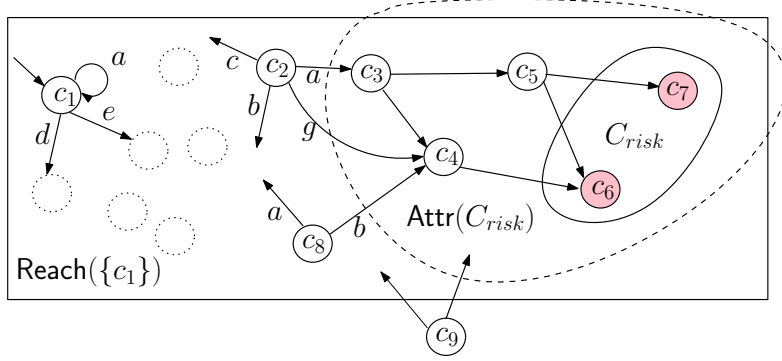 a
c₁
e
d
c
c₂
a
b
g
c₃
c₅
c₇
C_risk
c₄
c₆
a
b
Attr(C_risk)
c₈
Reach({c₁})
c₉